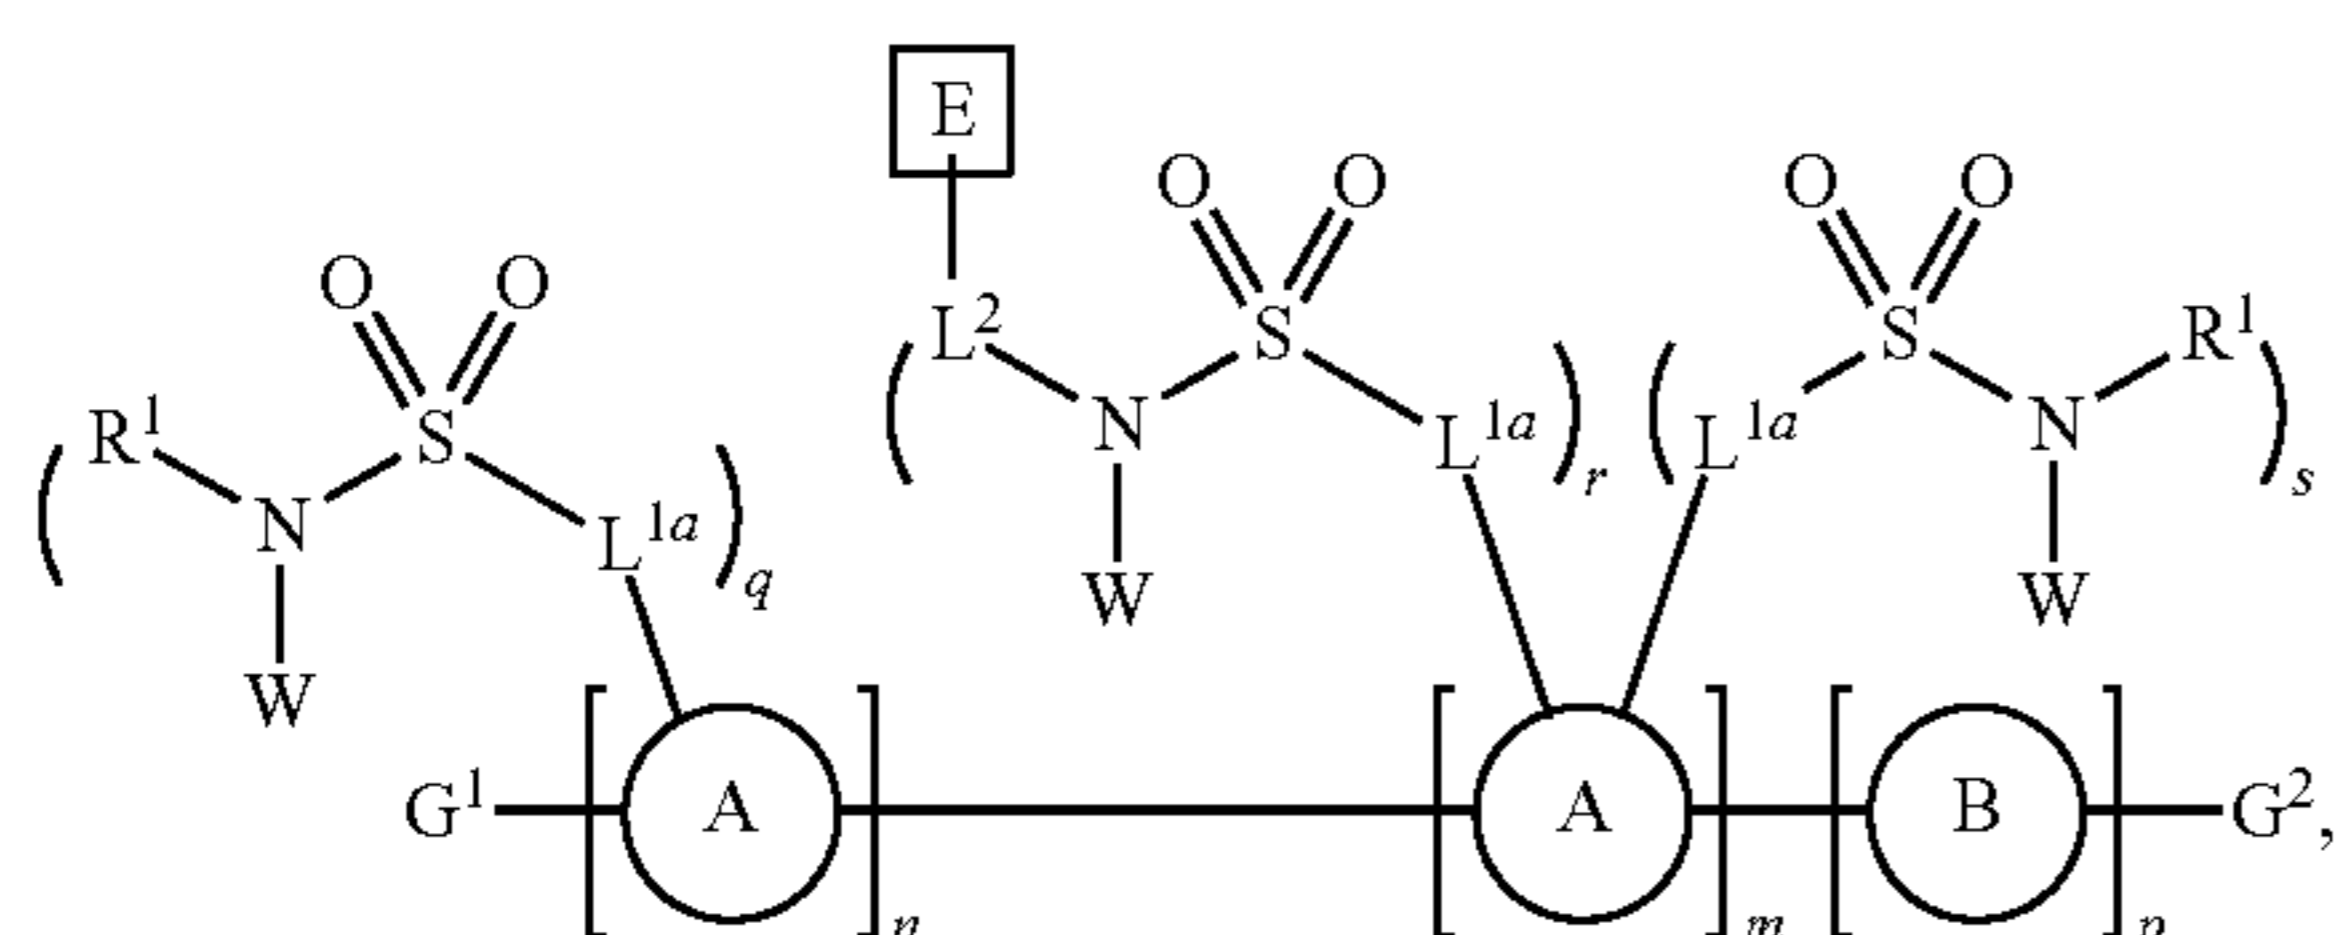 E
O O O O
O O L² S S R¹
R¹ S N L¹ᵃ r L¹ᵃ N s
N L¹ᵃ q W W
W
G¹ [ A ] [ A ] m [ B ] G²,